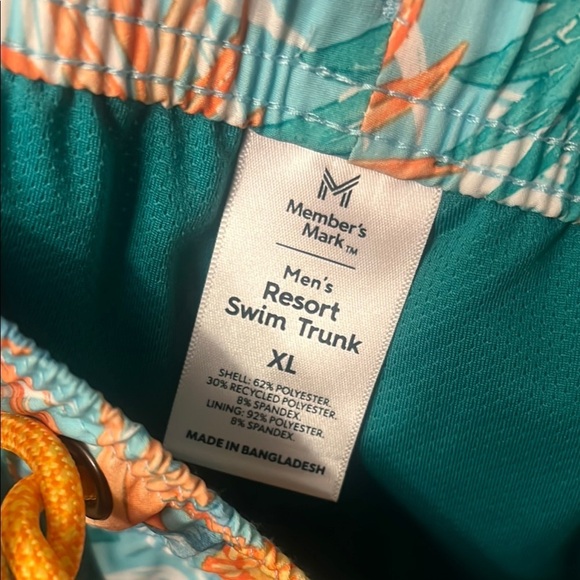 Member's
Mark™
Men's
Resort
Swim Trunk
XL
SHELL: 62% POLYESTER.
30% RECYCLED POLYESTER.
8% SPANDEX.
LINING: 92% POLYESTER.
8% SPANDEX.
MADE IN BANGLADESH